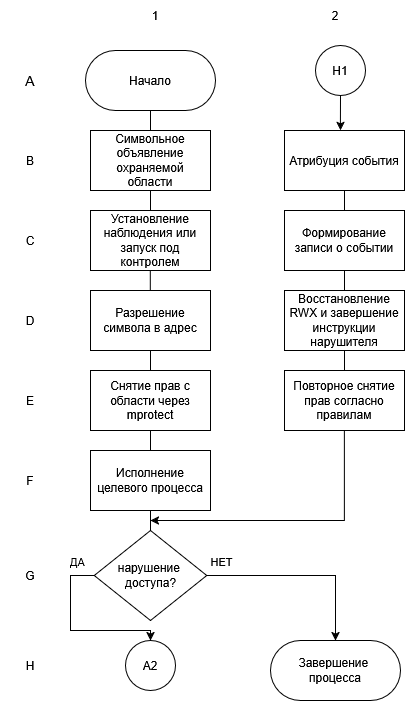 1
2
A
Начало
H1
B
Символьное
объявление
охраняемой
области
Атрибуция события
C
Установление
наблюдения или
запуск под
контролем
Формирование
записи о событии
D
Разрешение
символа в адрес
Восстановление
RWX и завершение
инструкции
нарушителя
E
Снятие прав с
области через
mprotect
Повторное снятие
прав согласно
правилам
F
Исполнение
целевого процесса
ДА
НЕТ
G
нарушение
доступа?
H
A2
Завершение
процесса